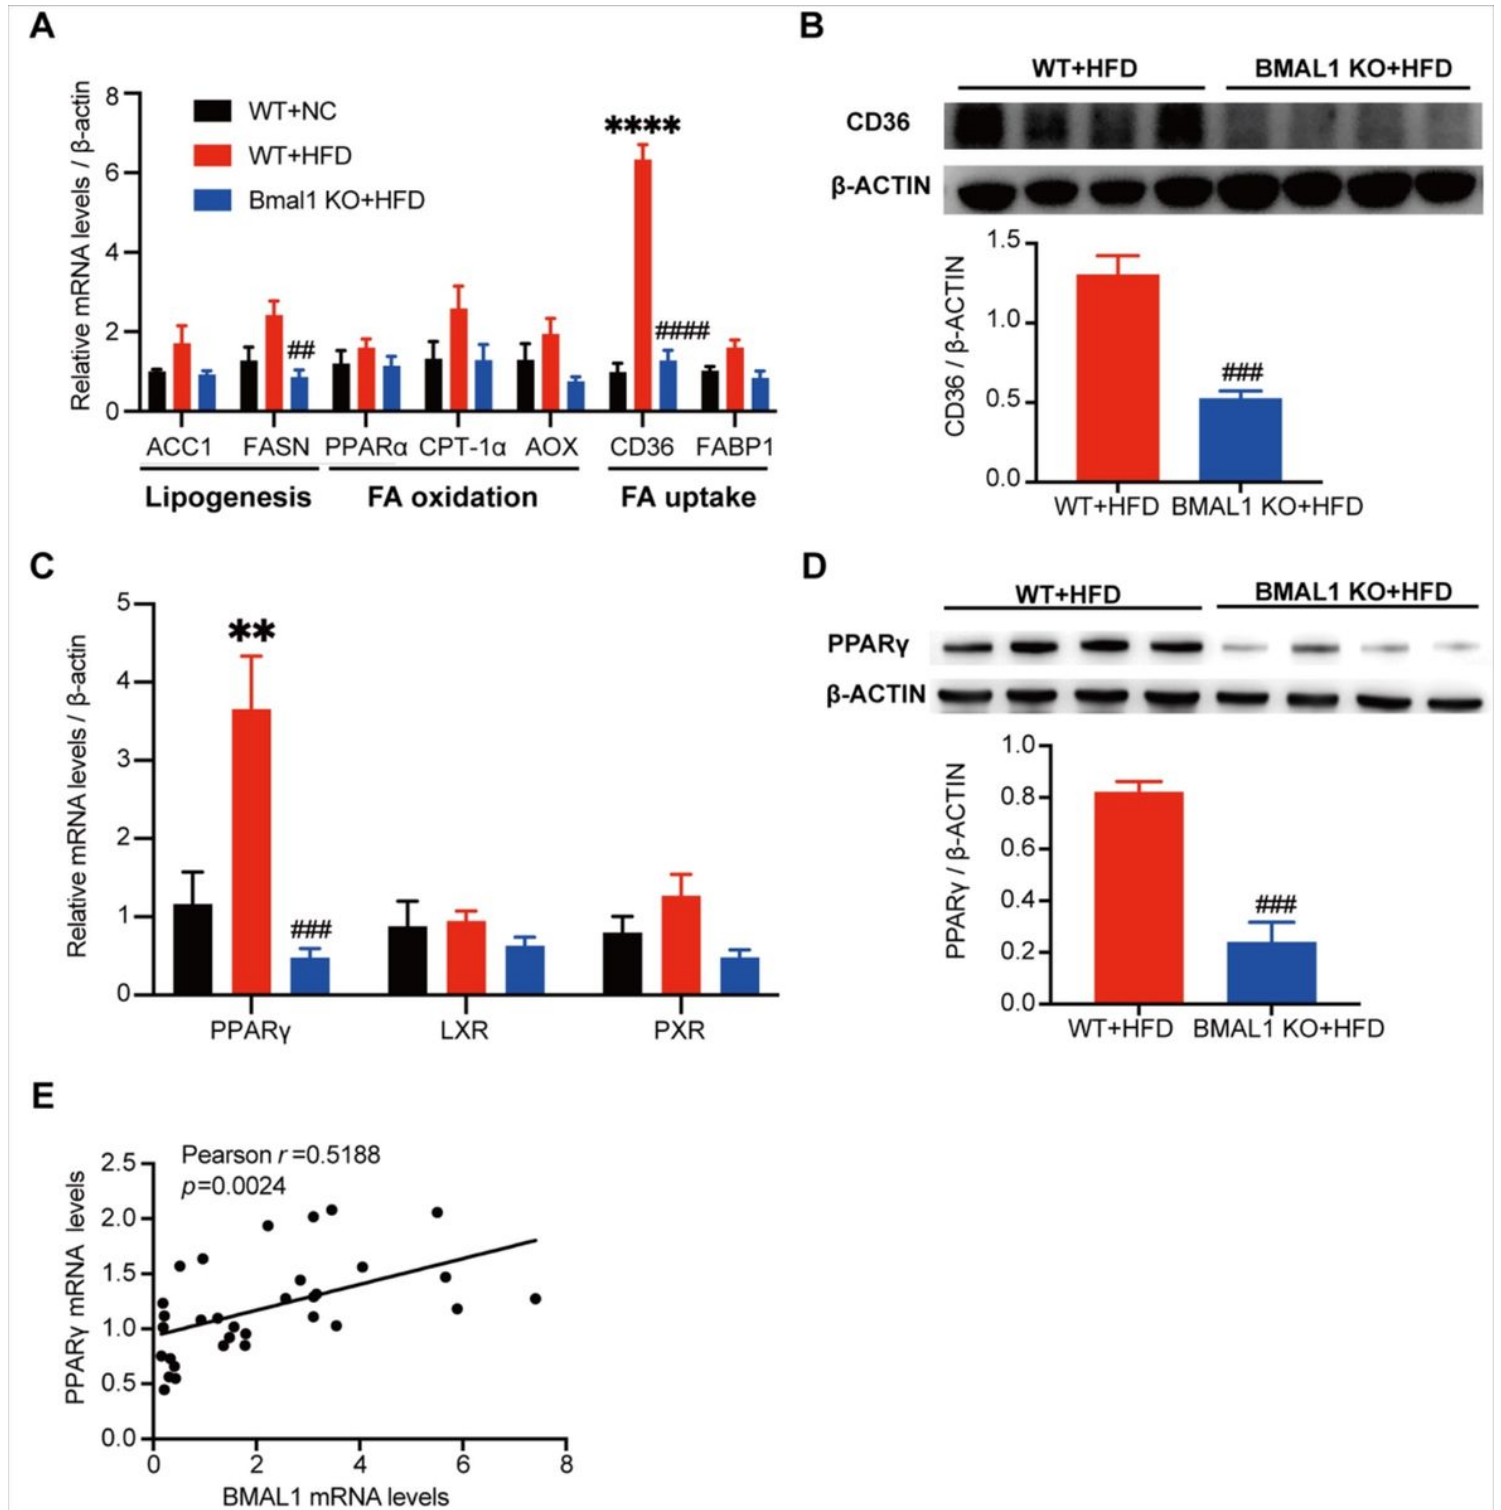 A
Relative mRNA levels / β-actin
8
6
4
2
0
WT+NC
WT+HFD
Bmal1 KO+HFD
****
##
####
ACC1 FASN PPARα CPT-1α AOX CD36 FABP1
Lipogenesis FA oxidation FA uptake
B
WT+HFD BMAL1 KO+HFD
CD36
β-ACTIN
CD36 / β-ACTIN
1.5
1.0
0.5
0.0
###
WT+HFD BMAL1 KO+HFD
C
Relative mRNA levels / β-actin
5
4
3
2
1
0
**
###
PPARγ LXR PXR
D
WT+HFD BMAL1 KO+HFD
PPARγ
β-ACTIN
PPARγ / β-ACTIN
1.0
0.8
0.6
0.4
0.2
0.0
###
WT+HFD BMAL1 KO+HFD
E
Pearson r=0.5188
p=0.0024
PPARγ mRNA levels
2.5
2.0
1.5
1.0
0.5
0.0
0 2 4 6 8
BMAL1 mRNA levels